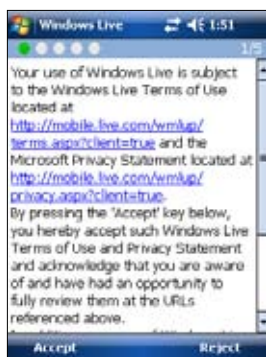 Windows Live 1:51
1/5
Your use of Windows Live is subject
to the Windows Live Terms of Use
located at
http://mobile.live.com/wmlup/
terms.aspx?client=true and the
Microsoft Privacy Statement located at
http://mobile.live.com/wmlup/
privacy.aspx?client=true.
By pressing the 'Accept' key below,
you hereby accept such Windows Live
Terms of Use and Privacy Statement
and acknowledge that you are aware
of and have had an opportunity to
fully review them at the URLs
referenced above.
Accept Reject